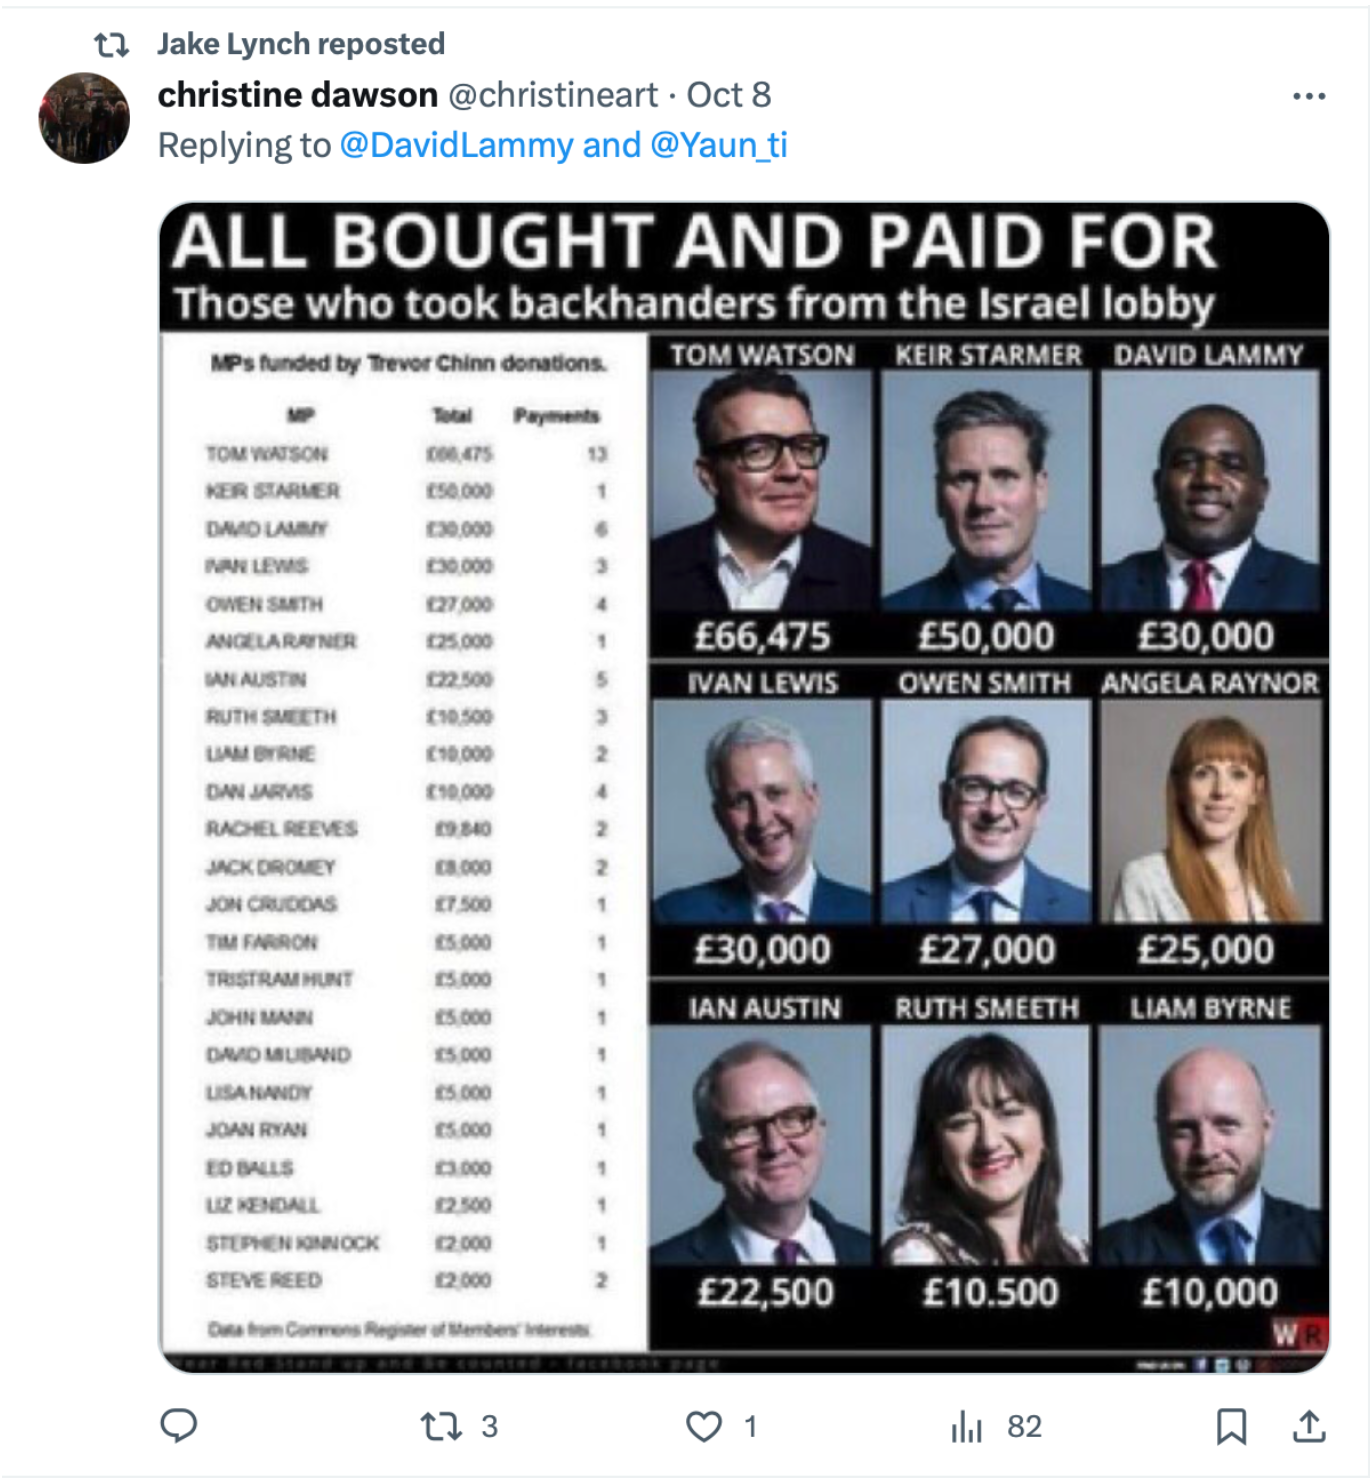 Jake Lynch reposted
christine dawson @christineart · Oct 8
Replying to @DavidLammy and @Yaun_ti
ALL BOUGHT AND PAID FOR
Those who took backhanders from the Israel lobby
MPs funded by Trevor Chinn donations.
MP Total Payments
TOM WATSON £66,475 13
KEIR STARMER £50,000 1
DAVID LAMMY £30,000 6
IVAN LEWIS £30,000 3
OWEN SMITH £27,000 4
ANGELA RAYNER £25,000 1
IAN AUSTIN £22,500 5
RUTH SMEETH £10,500 3
LIAM BYRNE £10,000 2
DAN JARVIS £10,000 4
RACHEL REEVES £9,840 2
JACK DROMEY £8,000 2
JON CRUDDAS £7,500 1
TIM FARRON £5,000 1
TRISTRAM HUNT £5,000 1
JOHN MANN £5,000 1
DAVID MILIBAND £5,000 1
LISA NANDY £5,000 1
JOAN RYAN £5,000 1
ED BALLS £3,000 1
LIZ KENDALL £2,500 1
STEPHEN KINNOCK £2,000 1
STEVE REED £2,000 2
Data from Commons Register of Members' Interests
TOM WATSON KEIR STARMER DAVID LAMMY
£66,475 £50,000 £30,000
IVAN LEWIS OWEN SMITH ANGELA RAYNOR
£30,000 £27,000 £25,000
IAN AUSTIN RUTH SMEETH LIAM BYRNE
£22,500 £10.500 £10,000
WR
Red Stand up and Be counted - facebook page
3 1 82